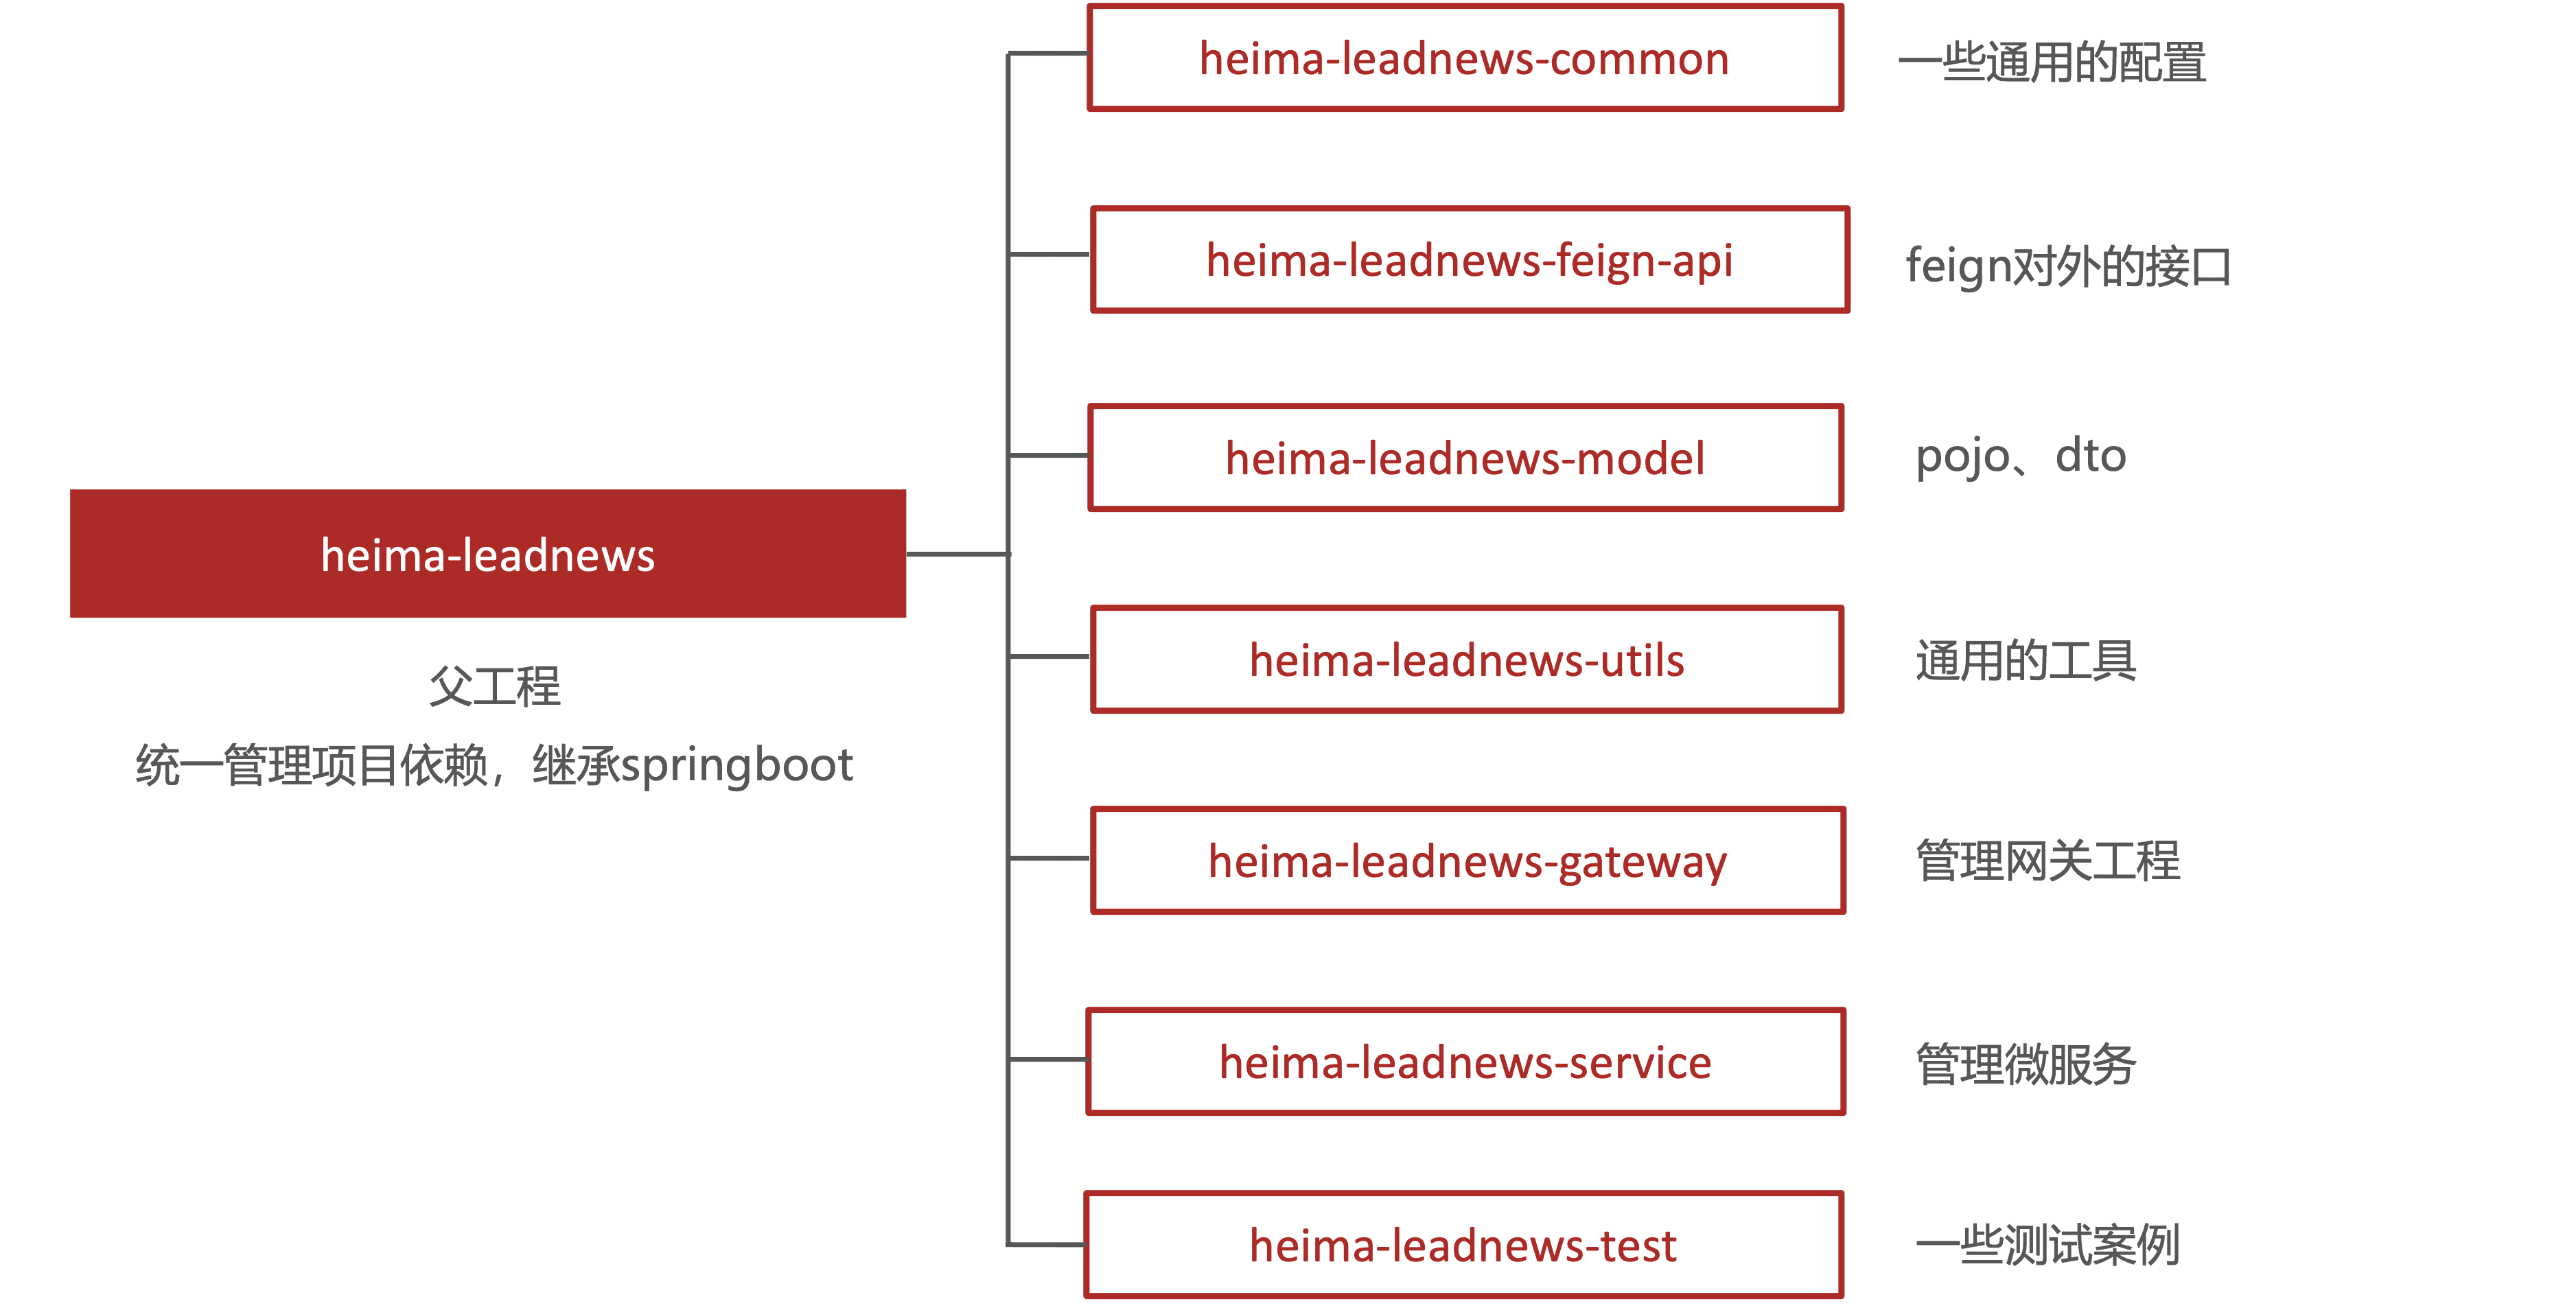 heima-leadnews
父工程
统一管理项目依赖，继承springboot
heima-leadnews-common
一些通用的配置
heima-leadnews-feign-api
feign对外的接口
heima-leadnews-model
pojo、dto
heima-leadnews-utils
通用的工具
heima-leadnews-gateway
管理网关工程
heima-leadnews-service
管理微服务
heima-leadnews-test
一些测试案例